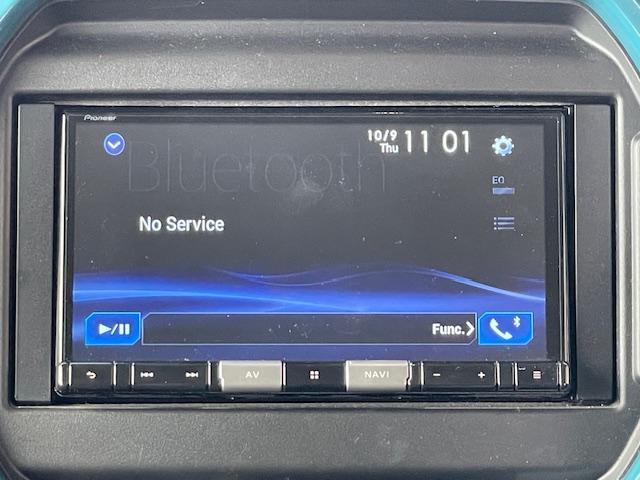 Pioneer
10/9
Thu
11 01
Bluetooth
EQ
No Service
Func.
AV
NAVI